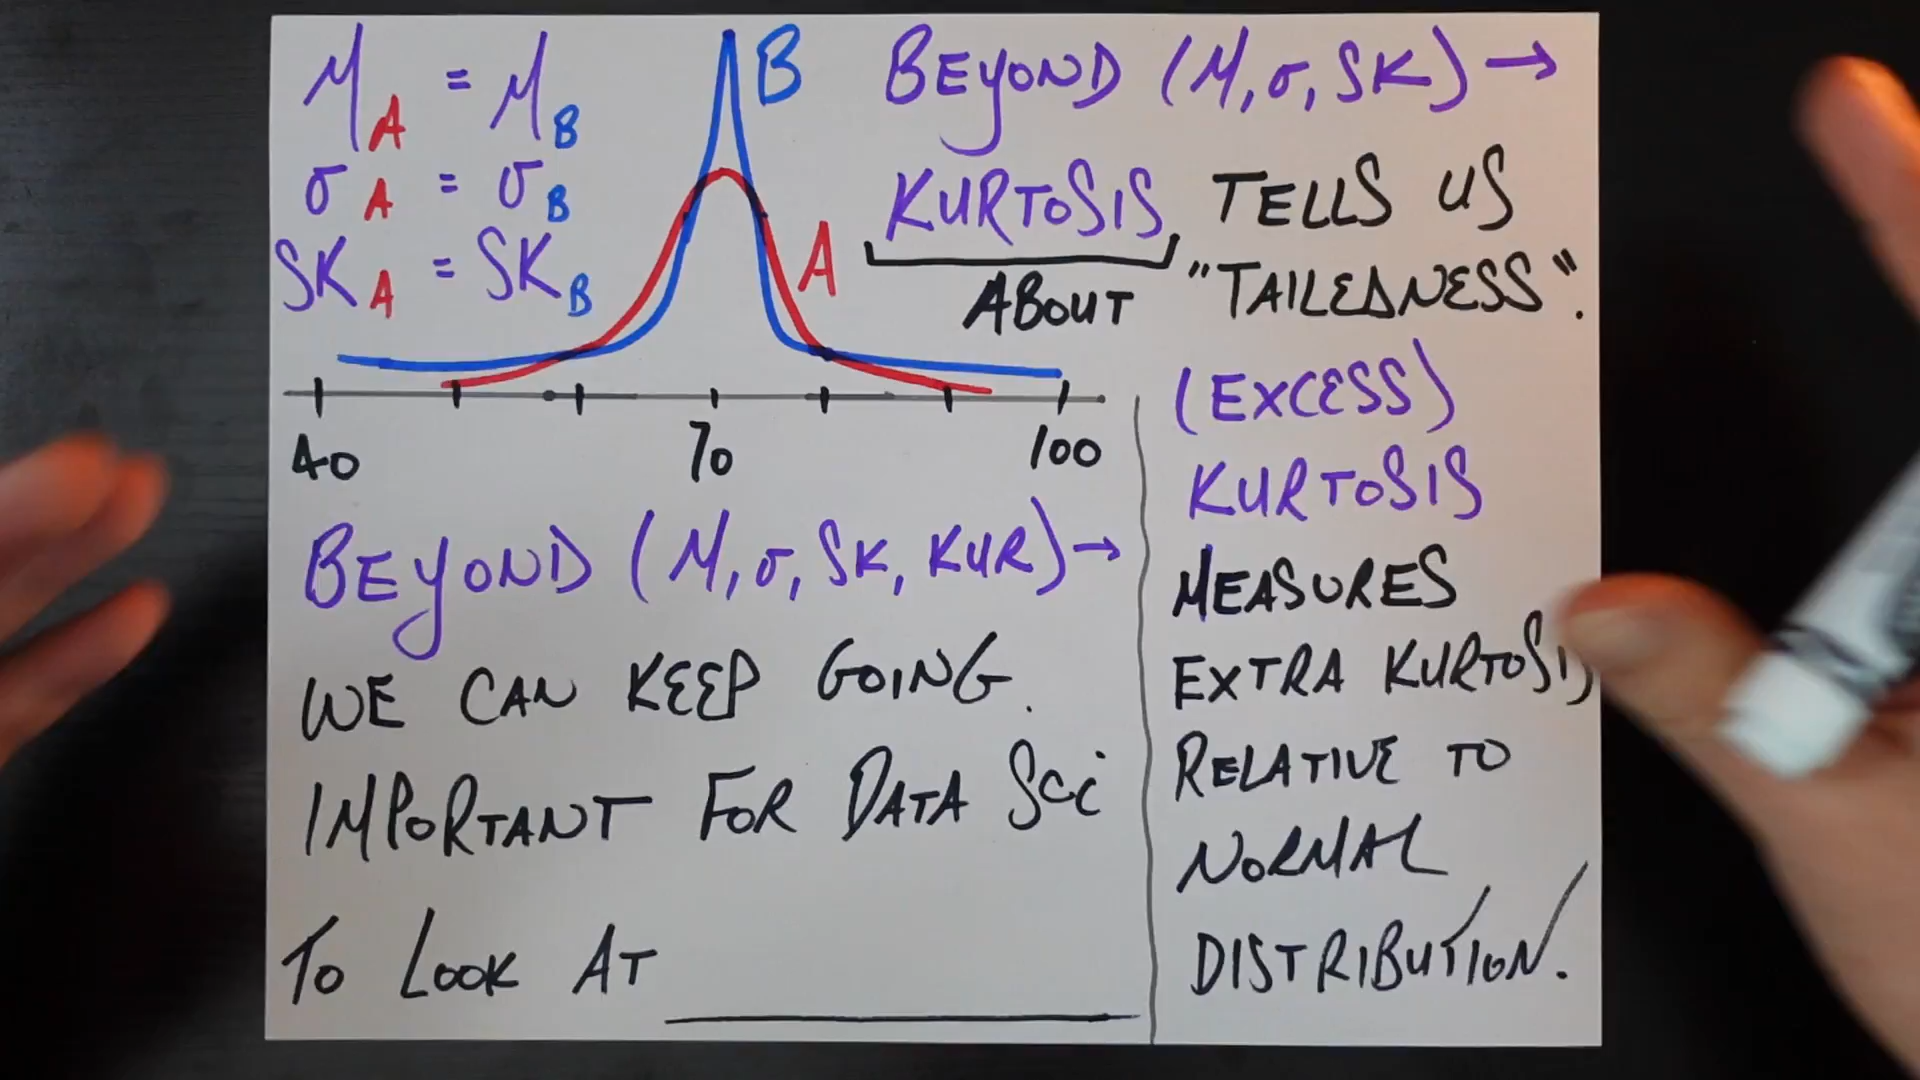 μA = μB
σA = σB
SKA = SKB
B
A
40 70 100
BEYOND (μ, σ, SK) →
KURTOSIS TELLS US
ABOUT "TAILEDNESS".
BEYOND (μ, σ, SK, KUR) →
WE CAN KEEP GOING.
IMPORTANT FOR DATA SCI
TO LOOK AT
(EXCESS)
KURTOSIS
MEASURES
EXTRA KURTOSIS
RELATIVE TO
NORMAL
DISTRIBUTION.